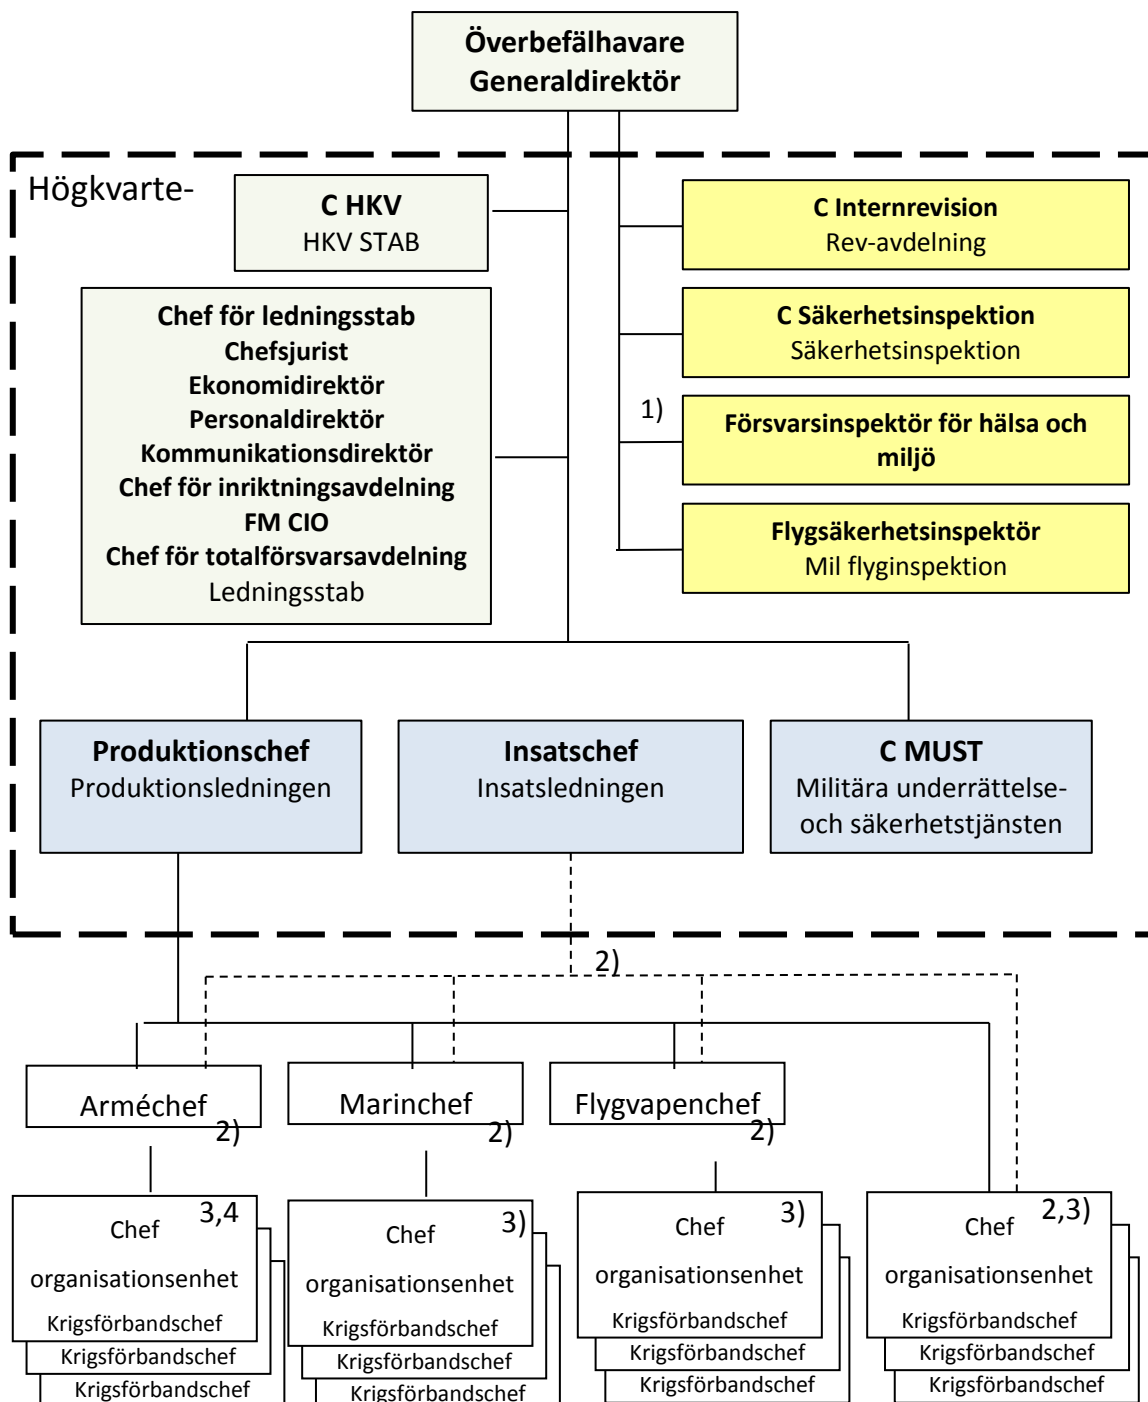 Överbefälhavare
Generaldirektör
Högkvarte-
C HKV
HKV STAB
C Internrevision
Rev-avdelning
Chef för ledningsstab
Chefsjurist
Ekonomidirektör
Personaldirektör
Kommunikationsdirektör
Chef för inriktningsavdelning
FM CIO
Chef för totalförsvarsavdelning
Ledningsstab
C Säkerhetsinspektion
Säkerhetsinspektion
1)
Försvarsinspektör för hälsa och
miljö
Flygsäkerhetsinspektör
Mil flyginspektion
Produktionschef
Produktionsledningen
Insatschef
Insatsledningen
C MUST
Militära underrättelse-
och säkerhetstjänsten
2)
Arméchef
2)
Marinchef
2)
Flygvapenchef
2)
3,4
Chef
organisationsenhet
Krigsförbandschef
Krigsförbandschef
Krigsförbandschef
3)
Chef
organisationsenhet
Krigsförbandschef
Krigsförbandschef
Krigsförbandschef
3)
Chef
organisationsenhet
Krigsförbandschef
Krigsförbandschef
Krigsförbandschef
2,3)
Chef
organisationsenhet
Krigsförbandschef
Krigsförbandschef
Krigsförbandschef